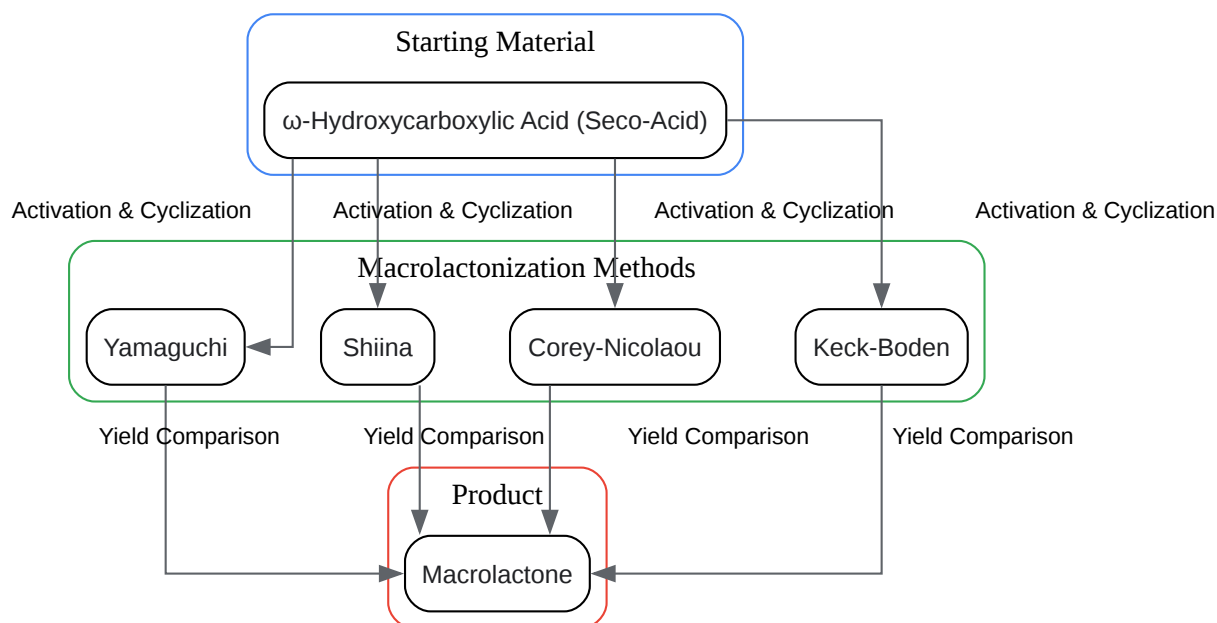 Starting Material
ω-Hydroxycarboxylic Acid (Seco-Acid)
Activation & Cyclization
Activation & Cyclization
Activation & Cyclization
Activation & Cyclization
Macrolactonization Methods
Yamaguchi
Shiina
Corey-Nicolaou
Keck-Boden
Yield Comparison
Yield Comparison
Yield Comparison
Yield Comparison
Product
Macrolactone